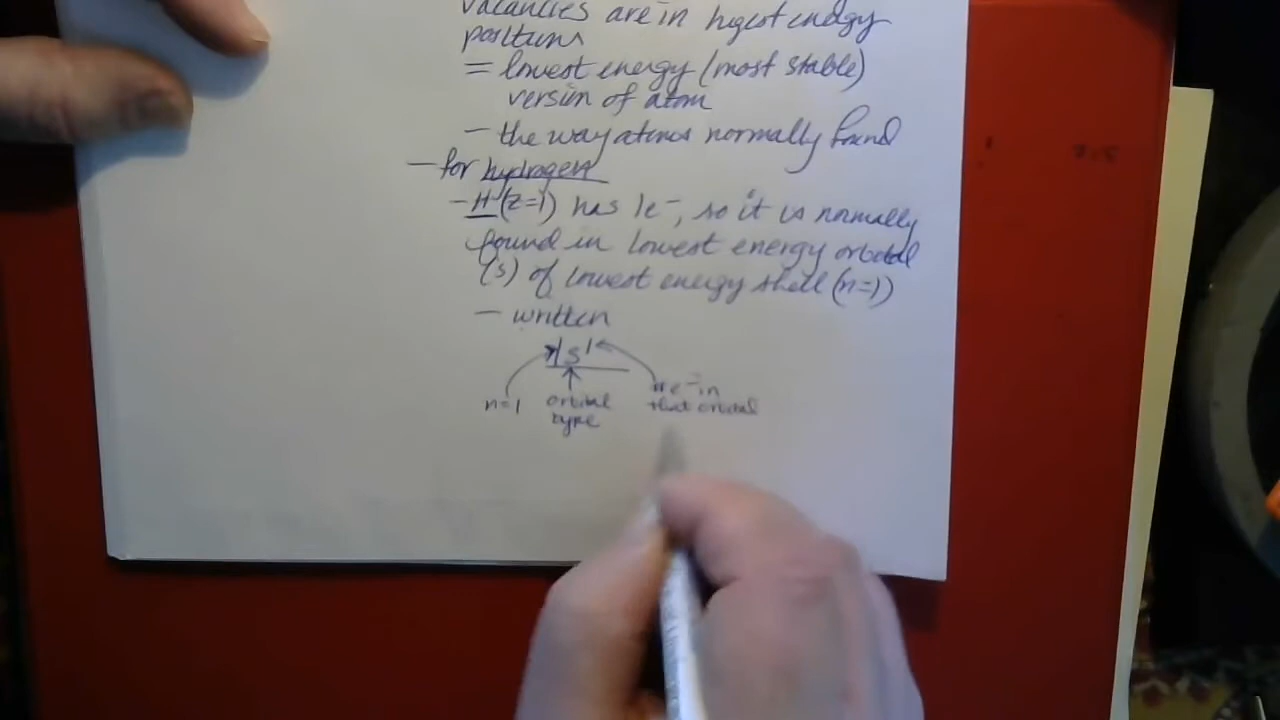 vacancies are in higest energy
positions
= lowest energy (most stable)
version of atom
- the way atoms normally found
- for hydrogen
- H (z=1) has 1e⁻, so it is normally
found in lowest energy orbital
(s) of lowest energy shell (n=1)
- written
1s¹
n=1 orbital type # e⁻ in that orbital